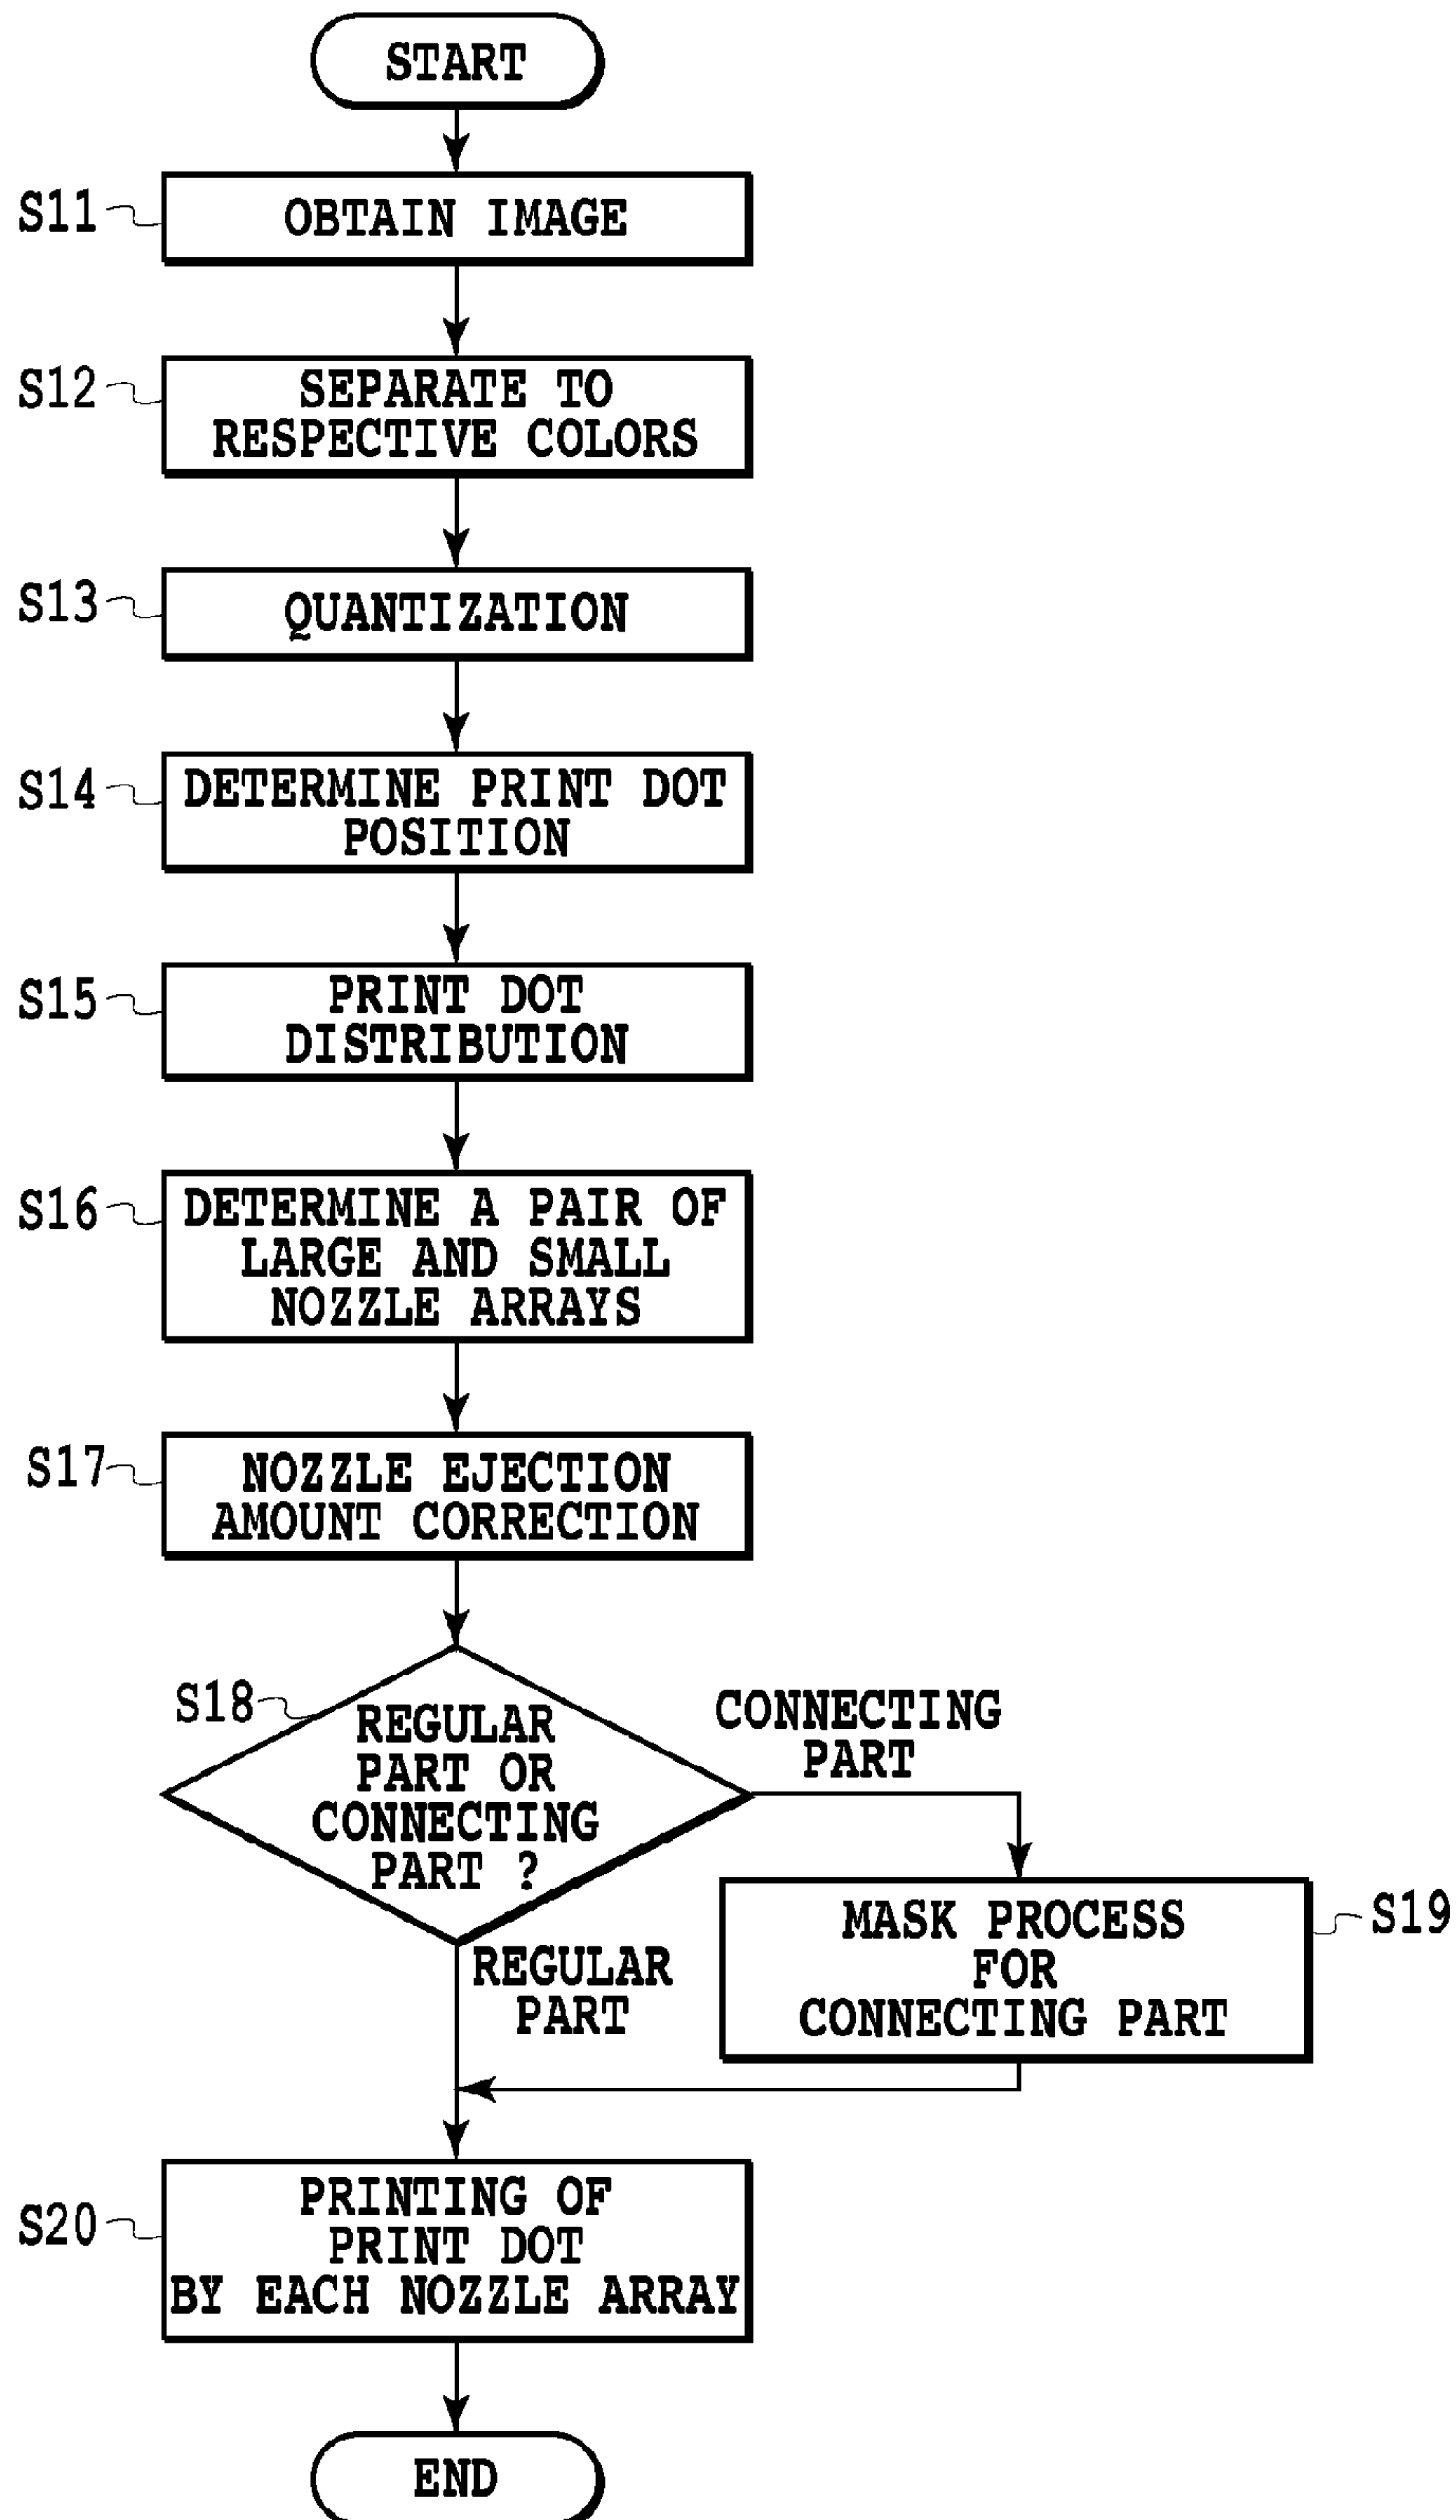 START
S11
OBTAIN IMAGE
S12
SEPARATE TO
RESPECTIVE COLORS
S13
QUANTIZATION
S14
DETERMINE PRINT DOT
POSITION
S15
PRINT DOT
DISTRIBUTION
S16
DETERMINE A PAIR OF
LARGE AND SMALL
NOZZLE ARRAYS
S17
NOZZLE EJECTION
AMOUNT CORRECTION
S18
REGULAR
PART OR
CONNECTING
PART ?
CONNECTING
PART
REGULAR
PART
MASK PROCESS
FOR
CONNECTING PART
S19
S20
PRINTING OF
PRINT DOT
BY EACH NOZZLE ARRAY
END